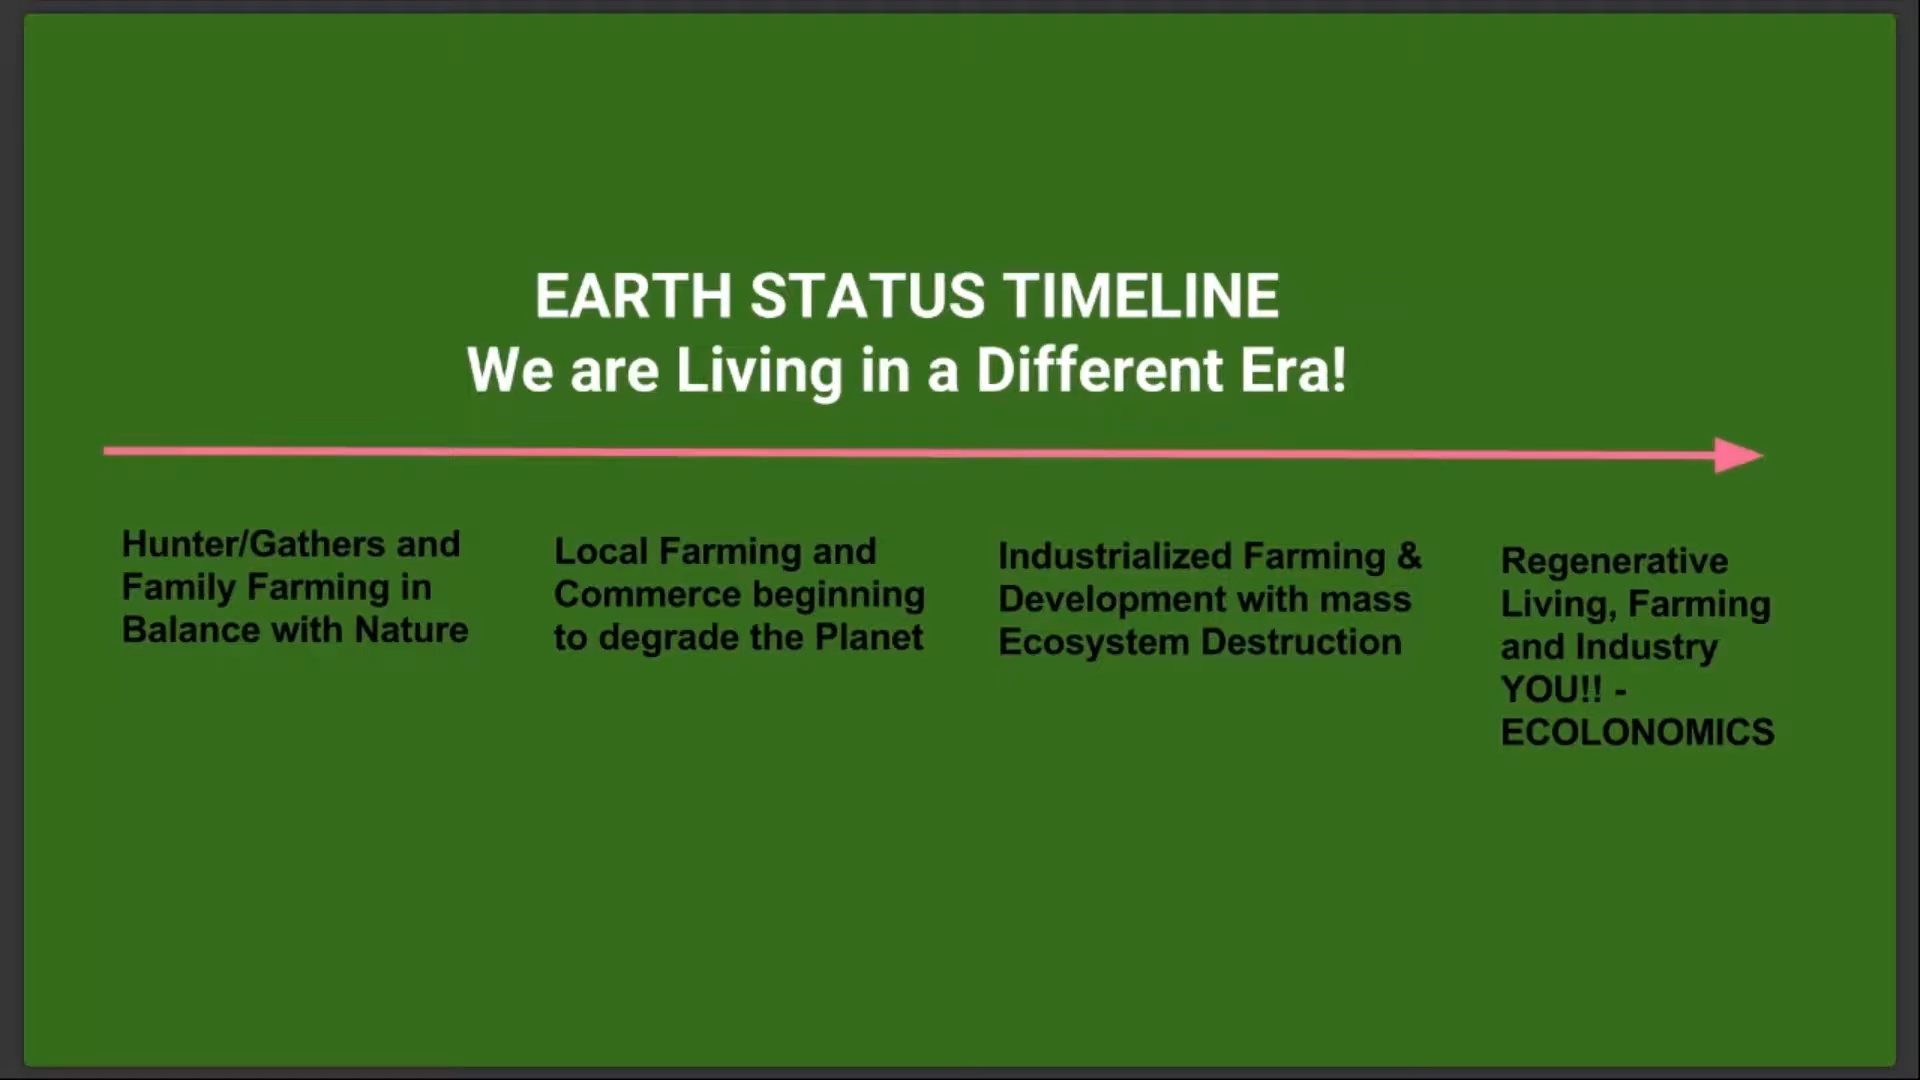 EARTH STATUS TIMELINE
We are Living in a Different Era!
Hunter/Gathers and
Family Farming in
Balance with Nature
Local Farming and
Commerce beginning
to degrade the Planet
Industrialized Farming &
Development with mass
Ecosystem Destruction
Regenerative
Living, Farming
and Industry
YOU!! -
ECOLONOMICS